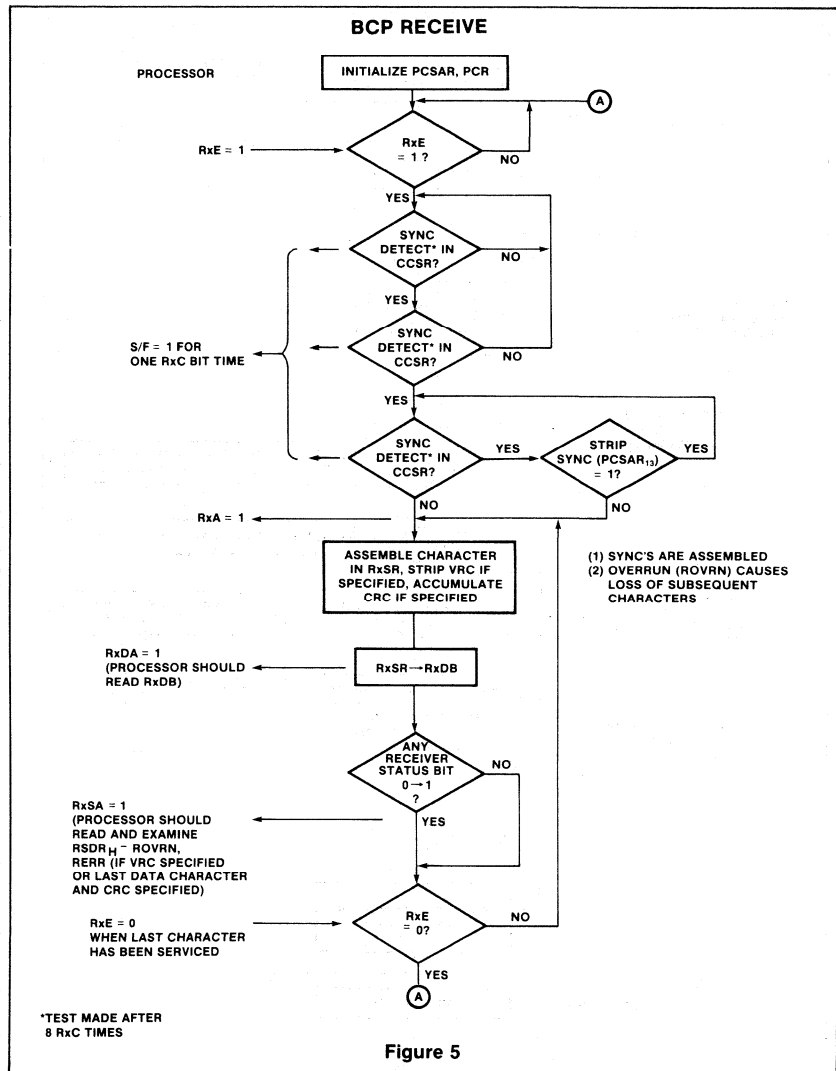 BCP RECEIVE
PROCESSOR
INITIALIZE PCSAR, PCR
A
RxE = 1
RxE
= 1 ?
NO
YES
SYNC
DETECT* IN
CCSR?
NO
YES
S/F = 1 FOR
ONE RxC BIT TIME
SYNC
DETECT* IN
CCSR?
NO
YES
SYNC
DETECT* IN
CCSR?
YES
STRIP
SYNC (PCSAR₁₃)
= 1?
YES
NO
NO
RxA = 1
ASSEMBLE CHARACTER
IN RxSR, STRIP VRC IF
SPECIFIED, ACCUMULATE
CRC IF SPECIFIED
(1) SYNC'S ARE ASSEMBLED
(2) OVERRUN (ROVRN) CAUSES
LOSS OF SUBSEQUENT
CHARACTERS
RxDA = 1
(PROCESSOR SHOULD
READ RxDB)
RxSR→RxDB
ANY
RECEIVER
STATUS BIT
0→1
?
NO
YES
RxSA = 1
(PROCESSOR SHOULD
READ AND EXAMINE
RSDR_H – ROVRN,
RERR (IF VRC SPECIFIED
OR LAST DATA CHARACTER
AND CRC SPECIFIED)
RxE = 0
WHEN LAST CHARACTER
HAS BEEN SERVICED
RxE
= 0?
NO
YES
A
*TEST MADE AFTER
8 RxC TIMES
Figure 5